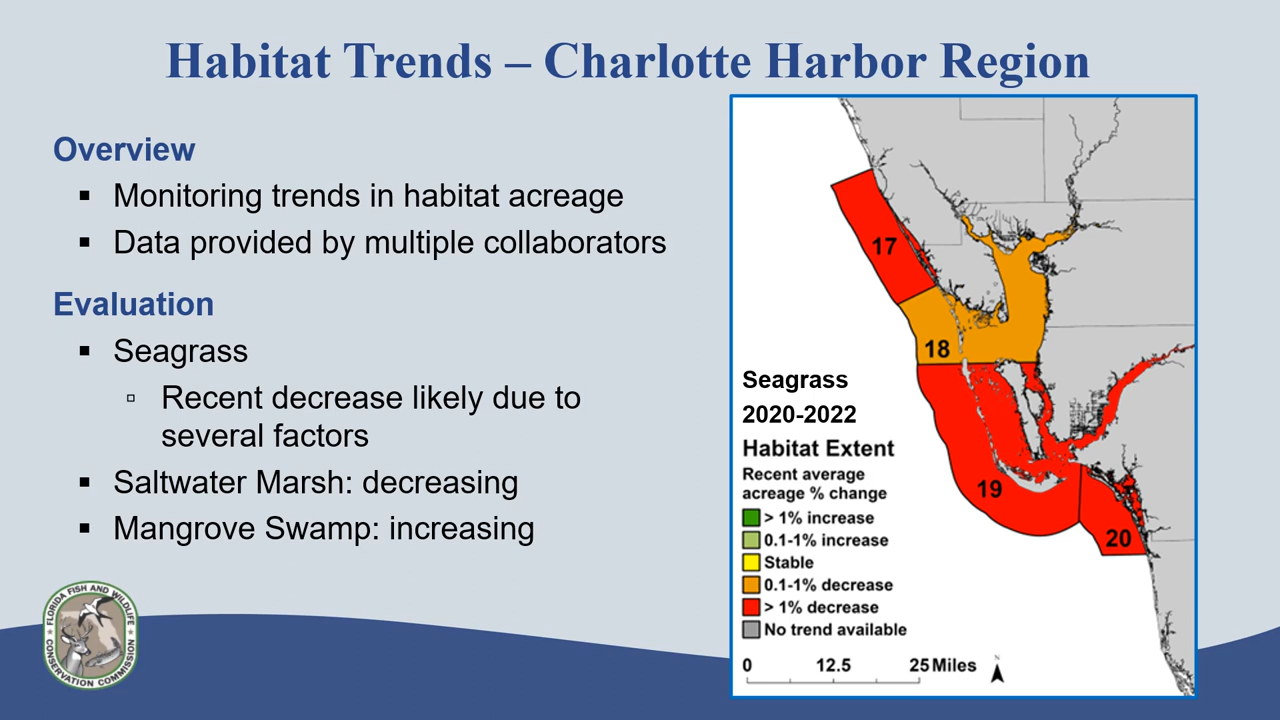 Habitat Trends – Charlotte Harbor Region
Overview
▪ Monitoring trends in habitat acreage
▪ Data provided by multiple collaborators
Evaluation
▪ Seagrass
▫ Recent decrease likely due to
several factors
▪ Saltwater Marsh: decreasing
▪ Mangrove Swamp: increasing
17
18
19
20
Seagrass
2020-2022
Habitat Extent
Recent average
acreage % change
> 1% increase
0.1-1% increase
Stable
0.1-1% decrease
> 1% decrease
No trend available
0 12.5 25 Miles
N
FLORIDA FISH AND WILDLIFE
CONSERVATION COMMISSION